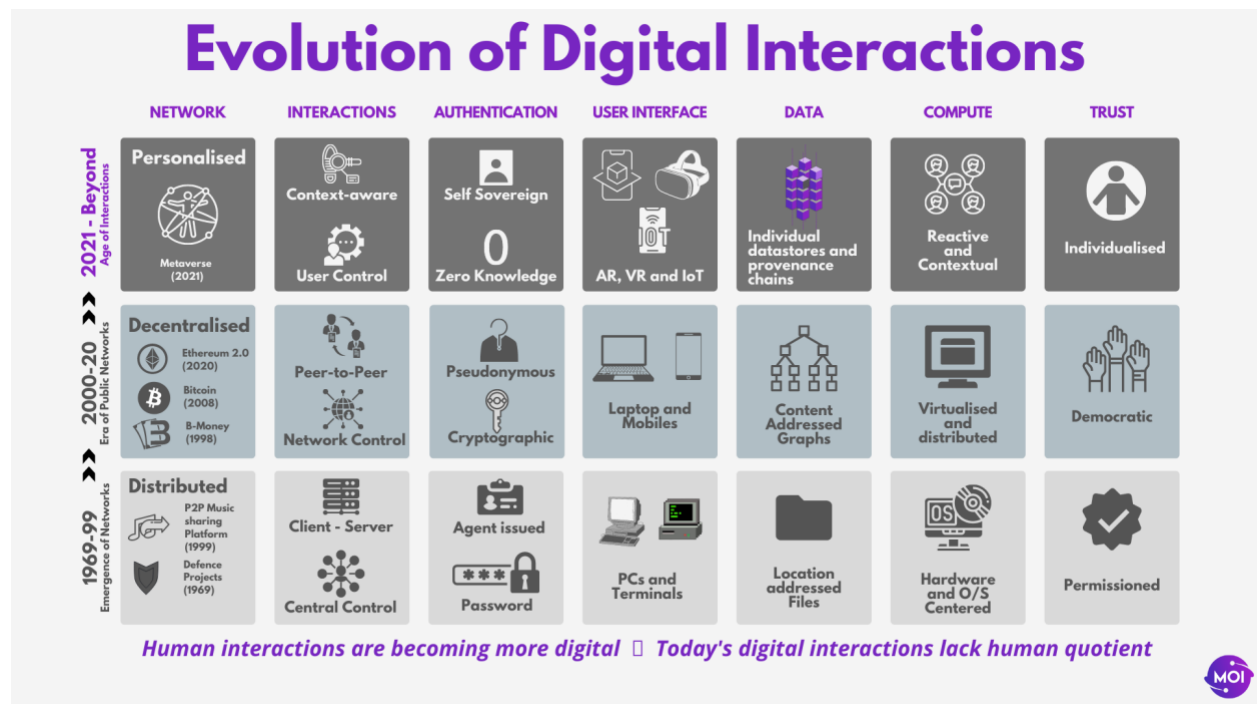 Evolution of Digital Interactions
NETWORK
INTERACTIONS
AUTHENTICATION
USER INTERFACE
DATA
COMPUTE
TRUST
2021 - Beyond
Age of Interactions
Personalised
Metaverse
(2021)
Context-aware
User Control
Self Sovereign
0
Zero Knowledge
IOT
AR, VR and IoT
Individual
datastores and
provenance
chains
Reactive
and
Contextual
Individualised
2000-20
Era of Public Networks
Decentralised
Ethereum 2.0
(2020)
Bitcoin
(2008)
B-Money
(1998)
Peer-to-Peer
Network Control
Pseudonymous
Cryptographic
Laptop and
Mobiles
Content
Addressed
Graphs
Virtualised
and
distributed
Democratic
1969-99
Emergence of Networks
Distributed
P2P Music
sharing
Platform
(1999)
Defence
Projects
(1969)
Client - Server
Central Control
Agent issued
***
Password
PCs and
Terminals
Location
addressed
Files
OS
Hardware
and O/S
Centered
Permissioned
Human interactions are becoming more digital ▯ Today's digital interactions lack human quotient
MOI